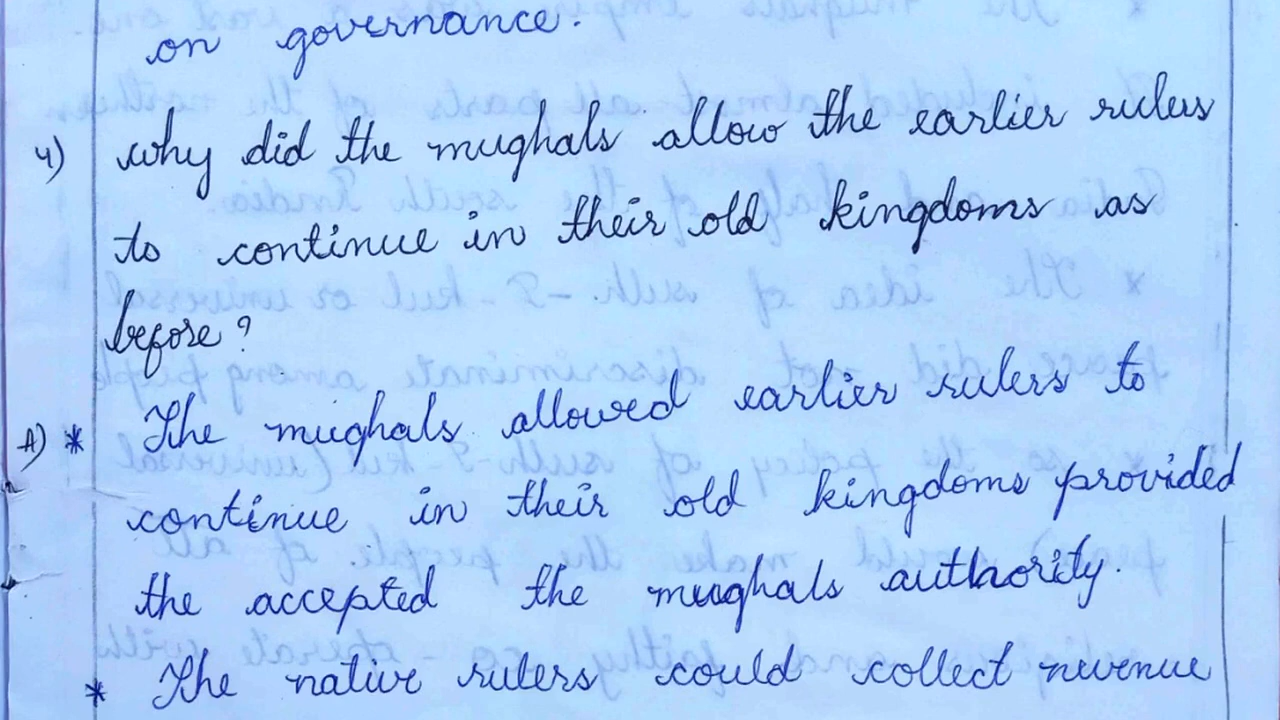 on governance.
4) why did the mughals allow the earlier rulers
to continue in their old kingdoms as
before?
A) * The mughals allowed earlier rulers to
continue in their old kingdoms provided
the accepted the mughals authority.
* The native rulers could collect revenue